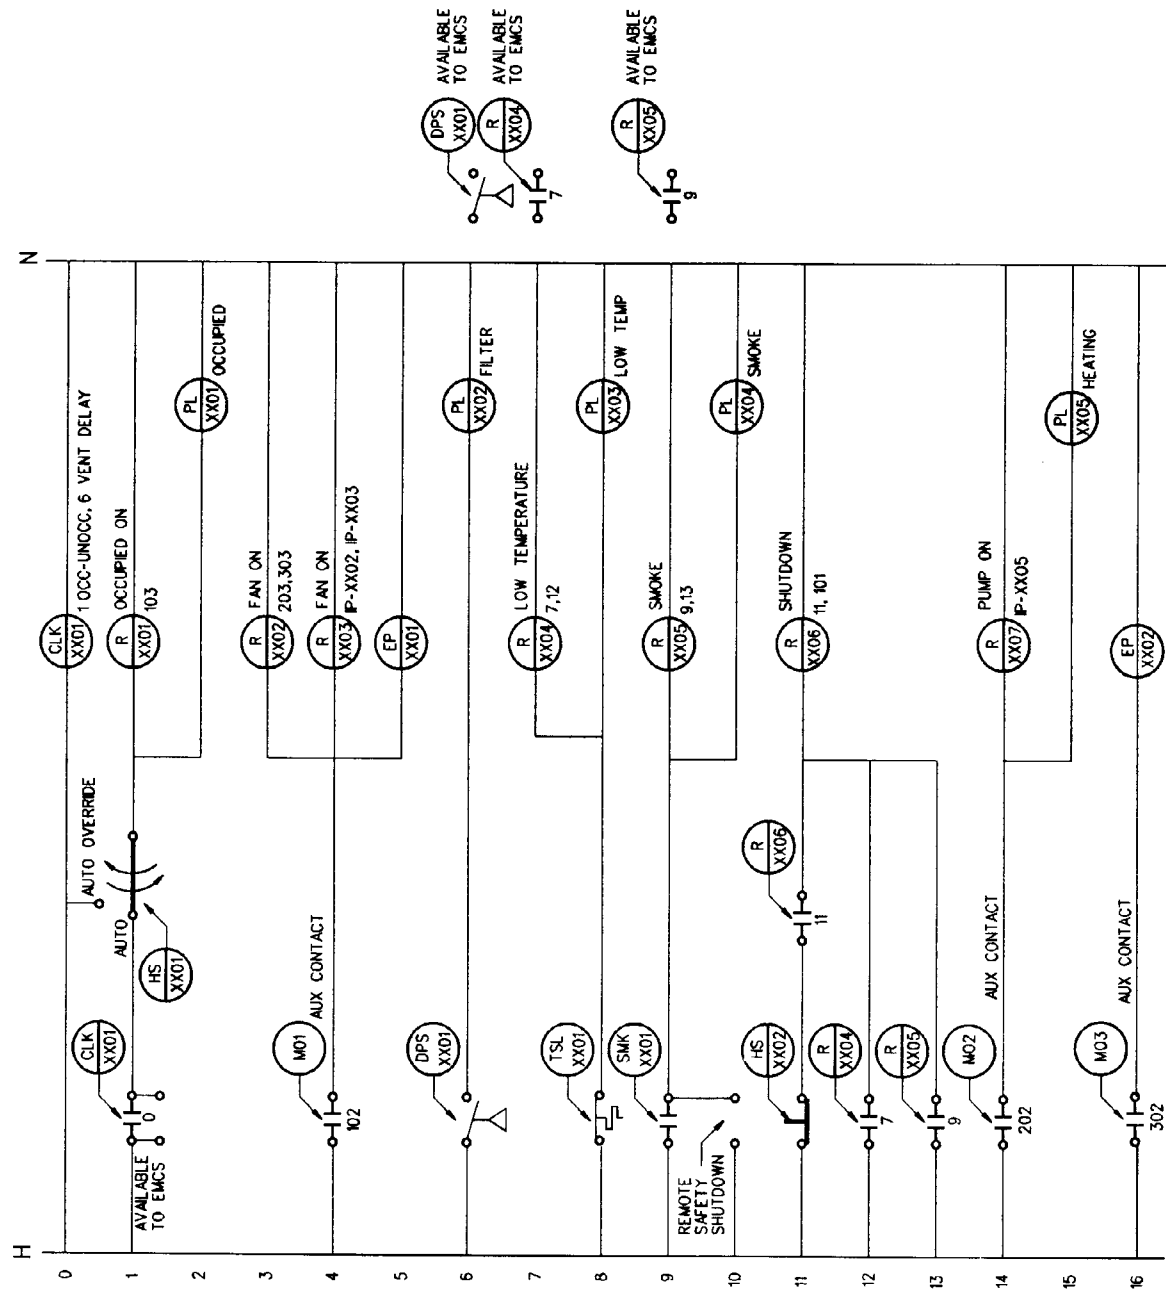 H
N
0
1
2
3
4
5
6
7
8
9
10
11
12
13
14
15
16
CLK
XX01
1 OCC-UNOCC, 6 VENT DELAY
AUTO OVERRIDE
AVAILABLE
TO EMCS
CLK
XX01
0
AUTO
HS
XX01
R
XX01
OCCUPIED ON
103
PL
XX01
OCCUPIED
R
XX02
FAN ON
203,303
M01
AUX CONTACT
102
R
XX03
FAN ON
IP-XX02, IP-XX03
EP
XX01
DPS
XX01
PL
XX02
FILTER
R
XX04
LOW TEMPERATURE
7,12
TSL
XX01
PL
XX03
LOW TEMP
SMK
XX01
R
XX05
SMOKE
9,13
REMOTE
SAFETY
SHUTDOWN
PL
XX04
SMOKE
HS
XX02
R
XX06
11
R
XX06
SHUTDOWN
11, 101
R
XX04
7
R
XX05
9
M02
AUX CONTACT
202
R
XX07
PUMP ON
IP-XX05
PL
XX05
HEATING
M03
AUX CONTACT
302
EP
XX02
DPS
XX01
AVAILABLE
TO EMCS
R
XX04
AVAILABLE
TO EMCS
7
R
XX05
AVAILABLE
TO EMCS
9